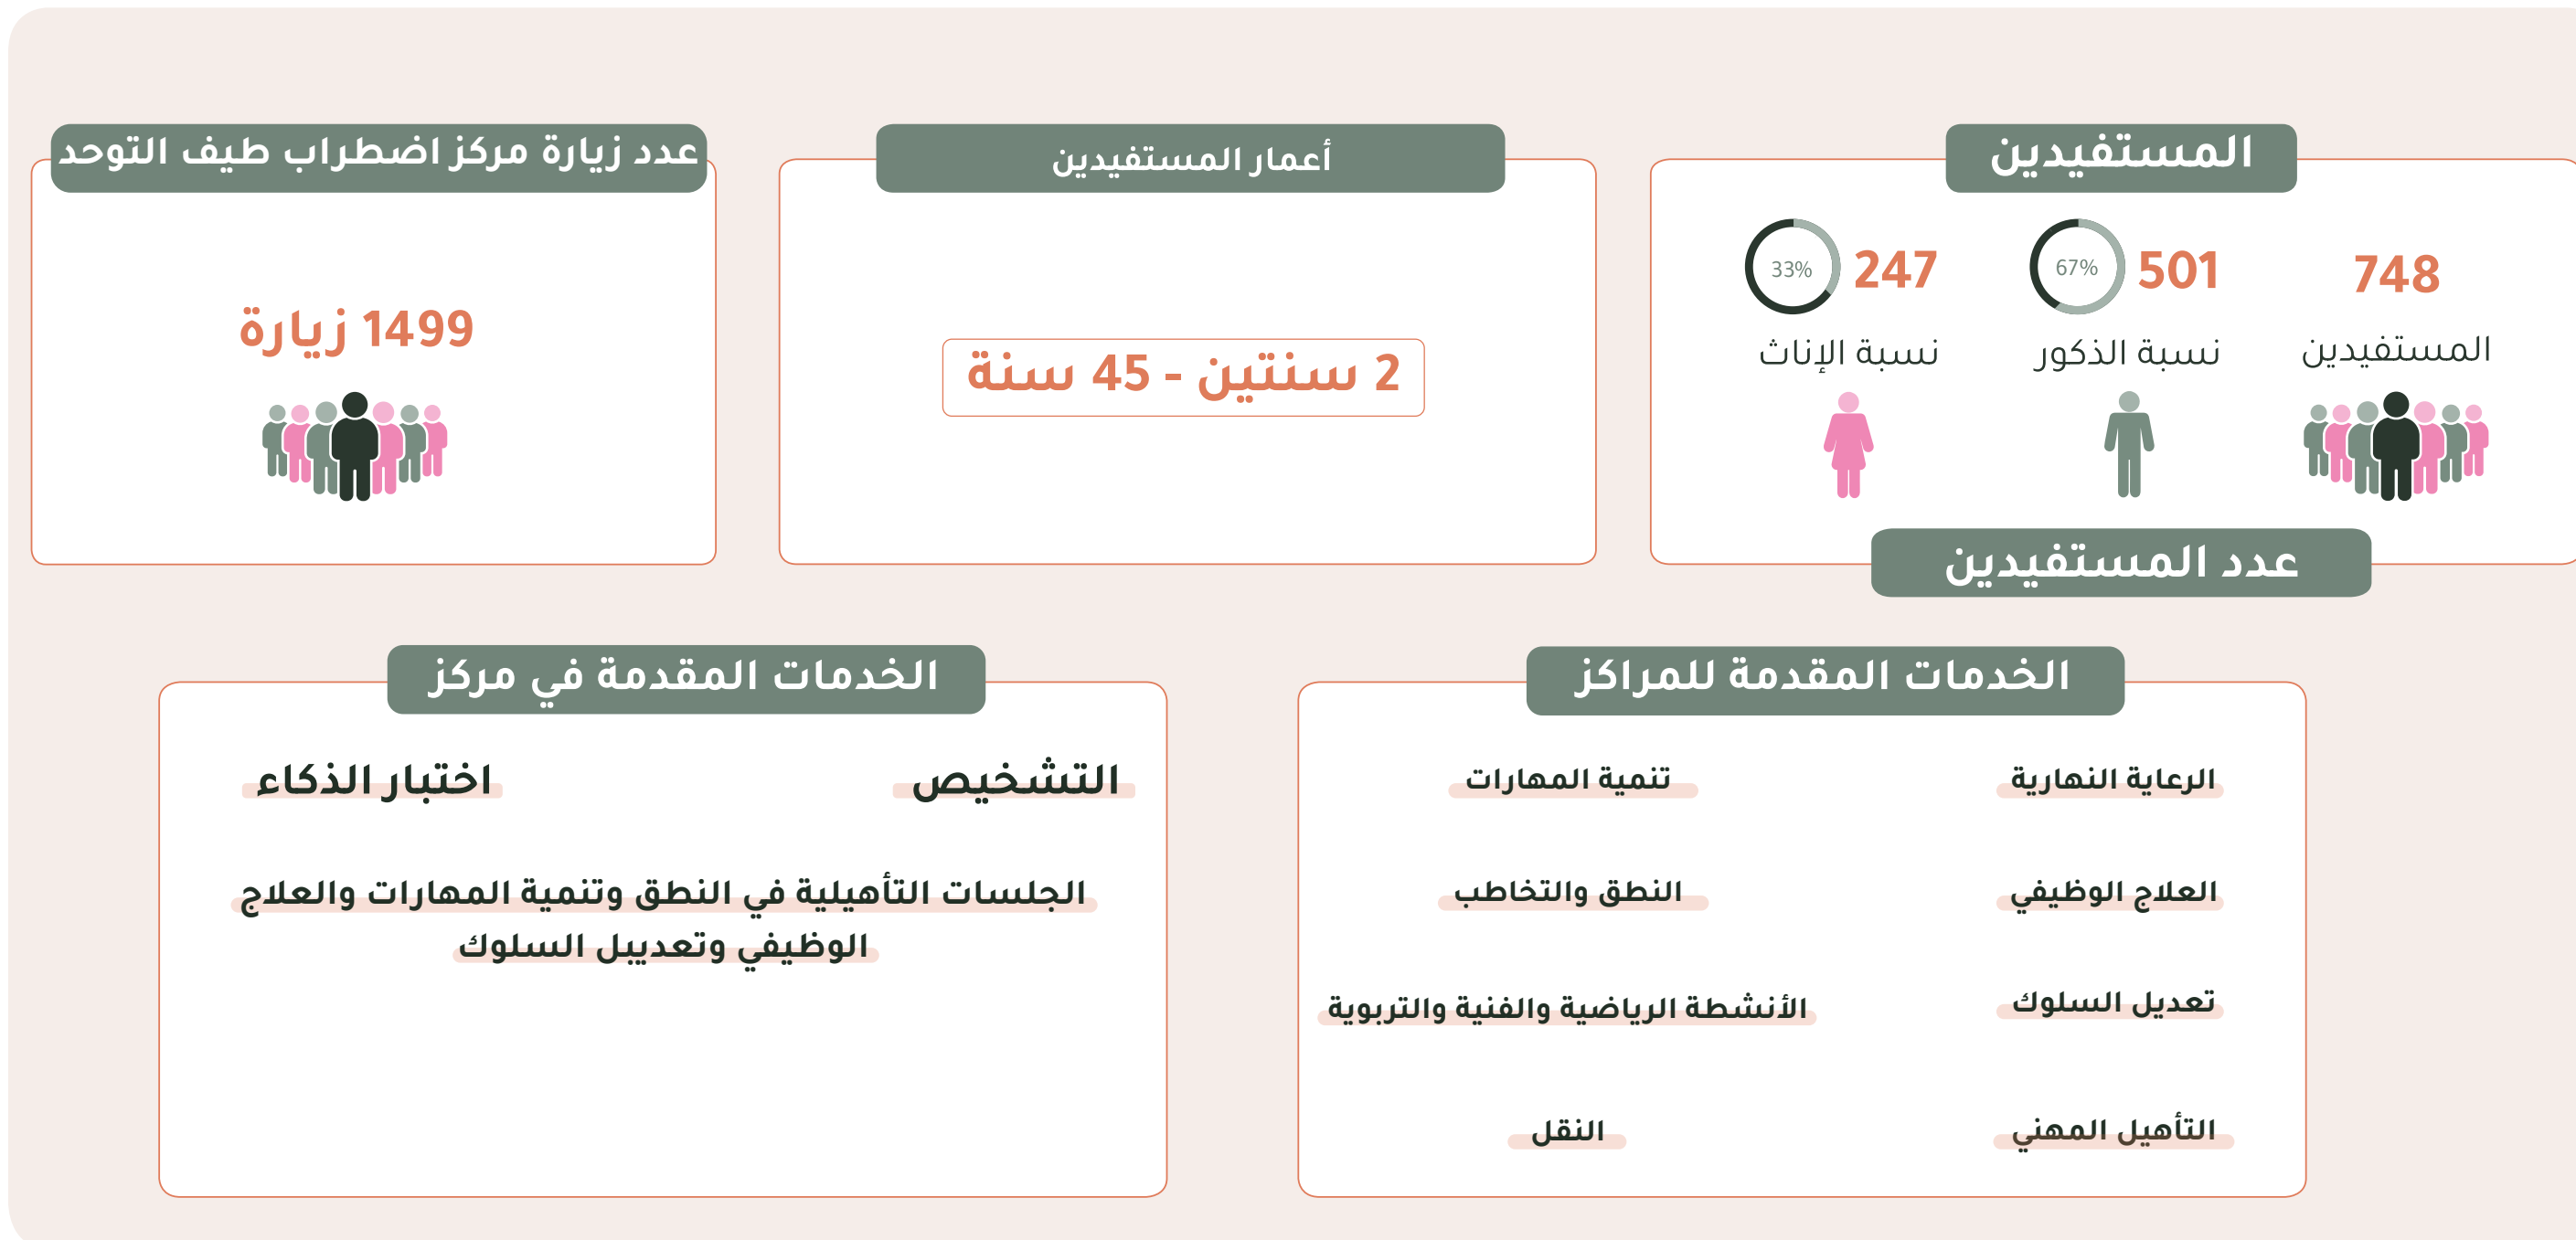 المستفيدين
748
المستفيدين
501
67%
نسبة الذكور
247
33%
نسبة الإناث
عدد المستفيدين
أعمار المستفيدين
2 سنتين - 45 سنة
عدد زيارة مركز اضطراب طيف التوحد
1499 زيارة
الخدمات المقدمة للمراكز
الرعاية النهارية
تنمية المهارات
العلاج الوظيفي
النطق والتخاطب
تعديل السلوك
الأنشطة الرياضية والفنية والتربوية
التأهيل المهني
النقل
الخدمات المقدمة في مركز
التشخيص
اختبار الذكاء
الجلسات التأهيلية في النطق وتنمية المهارات والعلاج
الوظيفي وتعدييل السلوك